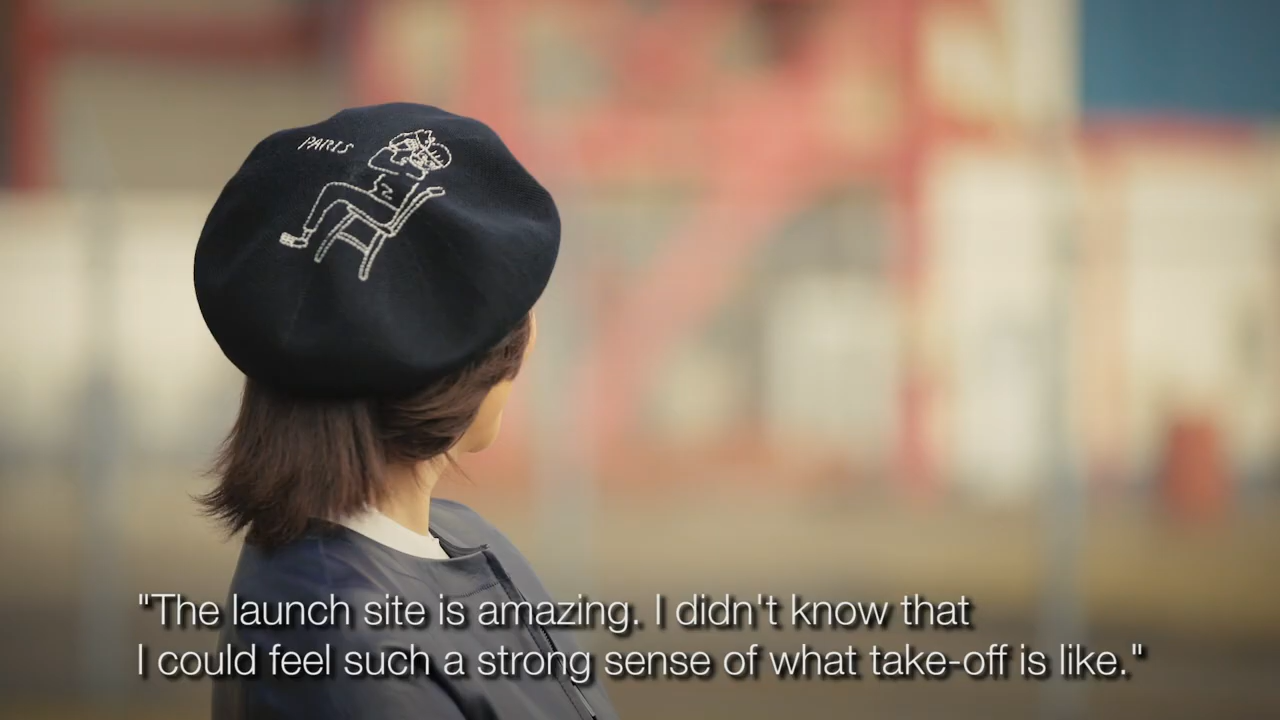 PARIS
"The launch site is amazing. I didn't know that
I could feel such a strong sense of what take-off is like."